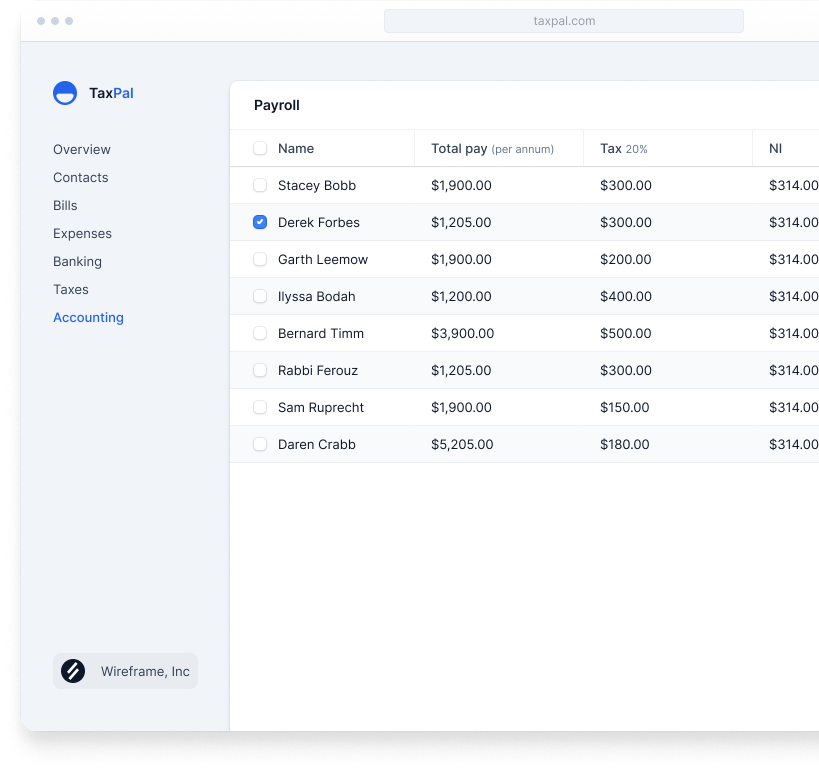 taxpal.com
TaxPal
Overview
Contacts
Bills
Expenses
Banking
Taxes
Accounting
Wireframe, Inc
Payroll
Name Total pay (per annum) Tax 20% NI
Stacey Bobb $1,900.00 $300.00 $314.00
Derek Forbes $1,205.00 $300.00 $314.00
Garth Leemow $1,900.00 $200.00 $314.00
Ilyssa Bodah $1,200.00 $400.00 $314.00
Bernard Timm $3,900.00 $500.00 $314.00
Rabbi Ferouz $1,205.00 $300.00 $314.00
Sam Ruprecht $1,900.00 $150.00 $314.00
Daren Crabb $5,205.00 $180.00 $314.00